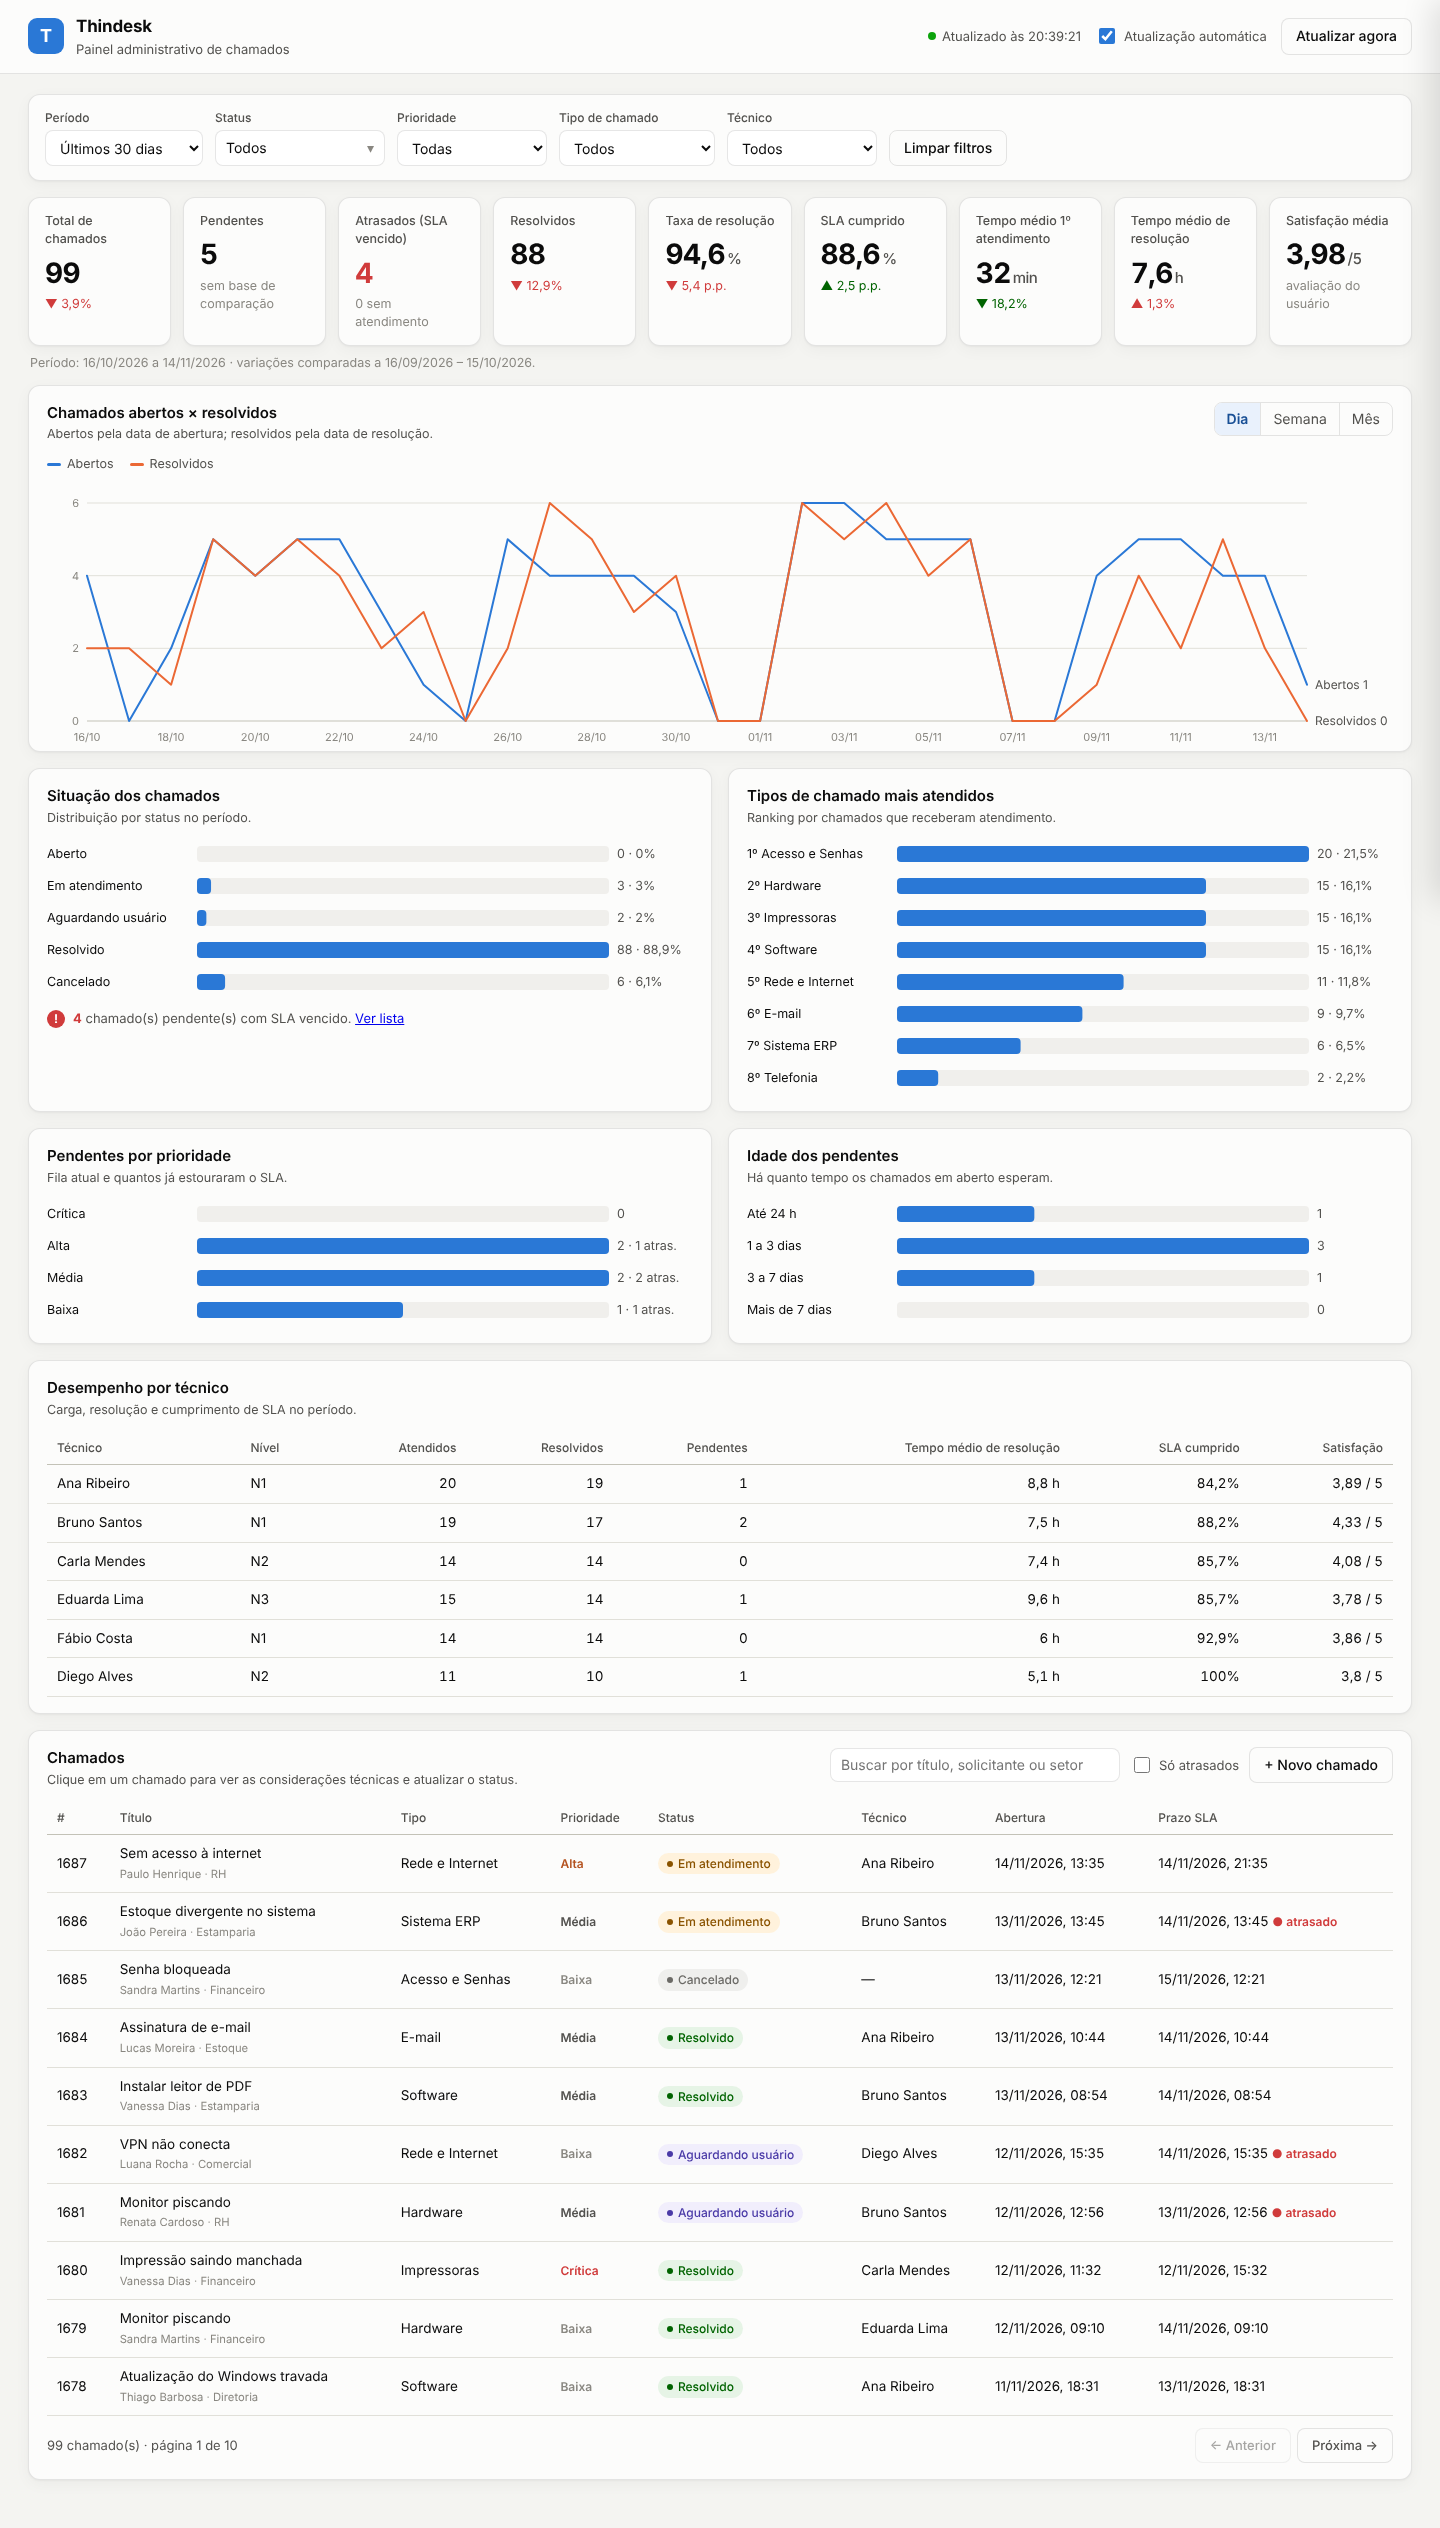 T
Thindesk
Painel administrativo de chamados
Atualizado às 20:39:21
Atualização automática
Atualizar agora
Período
Status
Prioridade
Tipo de chamado
Técnico
Últimos 30 dias
Todos
Todas
Todos
Todos
Limpar filtros
Total de
chamados
99
▼ 3,9%
Pendentes
5
sem base de
comparação
Atrasados (SLA
vencido)
4
0 sem
atendimento
Resolvidos
88
▼ 12,9%
Taxa de resolução
94,6%
▼ 5,4 p.p.
SLA cumprido
88,6%
▲ 2,5 p.p.
Tempo médio 1º
atendimento
32min
▼ 18,2%
Tempo médio de
resolução
7,6h
▲ 1,3%
Satisfação média
3,98/5
avaliação do
usuário
Período: 16/10/2026 a 14/11/2026 · variações comparadas a 16/09/2026 – 15/10/2026.
Chamados abertos × resolvidos
Abertos pela data de abertura; resolvidos pela data de resolução.
Dia
Semana
Mês
Abertos
Resolvidos
6
4
2
0
Abertos 1
Resolvidos 0
16/10
18/10
20/10
22/10
24/10
26/10
28/10
30/10
01/11
03/11
05/11
07/11
09/11
11/11
13/11
Situação dos chamados
Distribuição por status no período.
Aberto 0 · 0%
Em atendimento 3 · 3%
Aguardando usuário 2 · 2%
Resolvido 88 · 88,9%
Cancelado 6 · 6,1%
! 4 chamado(s) pendente(s) com SLA vencido. Ver lista
Tipos de chamado mais atendidos
Ranking por chamados que receberam atendimento.
1º Acesso e Senhas 20 · 21,5%
2º Hardware 15 · 16,1%
3º Impressoras 15 · 16,1%
4º Software 15 · 16,1%
5º Rede e Internet 11 · 11,8%
6º E-mail 9 · 9,7%
7º Sistema ERP 6 · 6,5%
8º Telefonia 2 · 2,2%
Pendentes por prioridade
Fila atual e quantos já estouraram o SLA.
Crítica 0
Alta 2 · 1 atras.
Média 2 · 2 atras.
Baixa 1 · 1 atras.
Idade dos pendentes
Há quanto tempo os chamados em aberto esperam.
Até 24 h 1
1 a 3 dias 3
3 a 7 dias 1
Mais de 7 dias 0
Desempenho por técnico
Carga, resolução e cumprimento de SLA no período.
Técnico Nível Atendidos Resolvidos Pendentes Tempo médio de resolução SLA cumprido Satisfação
Ana Ribeiro N1 20 19 1 8,8 h 84,2% 3,89 / 5
Bruno Santos N1 19 17 2 7,5 h 88,2% 4,33 / 5
Carla Mendes N2 14 14 0 7,4 h 85,7% 4,08 / 5
Eduarda Lima N3 15 14 1 9,6 h 85,7% 3,78 / 5
Fábio Costa N1 14 14 0 6 h 92,9% 3,86 / 5
Diego Alves N2 11 10 1 5,1 h 100% 3,8 / 5
Chamados
Clique em um chamado para ver as considerações técnicas e atualizar o status.
Buscar por título, solicitante ou setor
Só atrasados
+ Novo chamado
# Título Tipo Prioridade Status Técnico Abertura Prazo SLA
1687 Sem acesso à internet Rede e Internet Alta Em atendimento Ana Ribeiro 14/11/2026, 13:35 14/11/2026, 21:35
Paulo Henrique · RH
1686 Estoque divergente no sistema Sistema ERP Média Em atendimento Bruno Santos 13/11/2026, 13:45 14/11/2026, 13:45 ● atrasado
João Pereira · Estamparia
1685 Senha bloqueada Acesso e Senhas Baixa Cancelado — 13/11/2026, 12:21 15/11/2026, 12:21
Sandra Martins · Financeiro
1684 Assinatura de e-mail E-mail Média Resolvido Ana Ribeiro 13/11/2026, 10:44 14/11/2026, 10:44
Lucas Moreira · Estoque
1683 Instalar leitor de PDF Software Média Resolvido Bruno Santos 13/11/2026, 08:54 14/11/2026, 08:54
Vanessa Dias · Estamparia
1682 VPN não conecta Rede e Internet Baixa Aguardando usuário Diego Alves 12/11/2026, 15:35 14/11/2026, 15:35 ● atrasado
Luana Rocha · Comercial
1681 Monitor piscando Hardware Média Aguardando usuário Bruno Santos 12/11/2026, 12:56 13/11/2026, 12:56 ● atrasado
Renata Cardoso · RH
1680 Impressão saindo manchada Impressoras Crítica Resolvido Carla Mendes 12/11/2026, 11:32 12/11/2026, 15:32
Vanessa Dias · Financeiro
1679 Monitor piscando Hardware Baixa Resolvido Eduarda Lima 12/11/2026, 09:10 14/11/2026, 09:10
Sandra Martins · Financeiro
1678 Atualização do Windows travada Software Baixa Resolvido Ana Ribeiro 11/11/2026, 18:31 13/11/2026, 18:31
Thiago Barbosa · Diretoria
99 chamado(s) · página 1 de 10
← Anterior
Próxima →